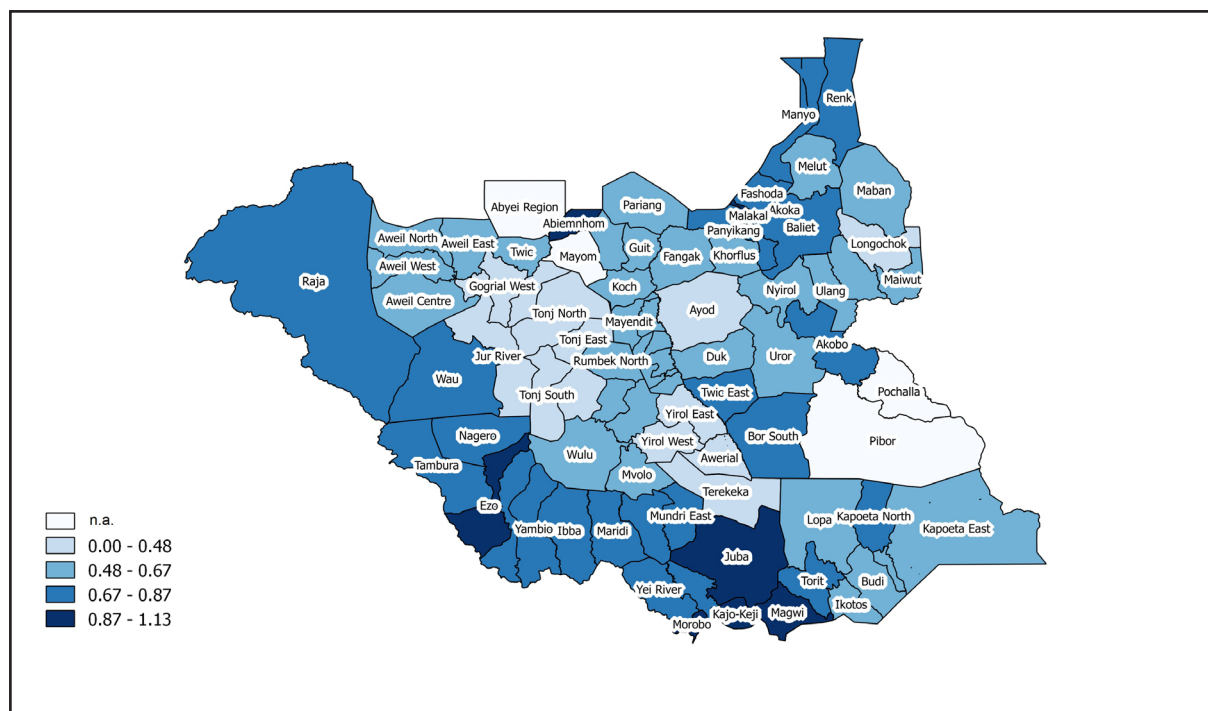 Renk
Manyo
Melut
Maban
Fashoda
Abyei Region
Pariang
Akoka
Malakal
Abiemnhom
Baliet
Panyikang
Aweil North
Aweil East
Longochok
Twic
Guit
Mayom
Khorflus
Fangak
Aweil West
Raja
Maiwut
Gogrial West
Koch
Nyirol
Ulang
Aweil Centre
Ayod
Tonj North
Mayendit
Tonj East
Akobo
Jur River
Duk
Uror
Rumbek North
Wau
Pochalla
Twic East
Tonj South
Yirol East
Bor South
Nagero
Yirol West
Pibor
Wulu
Awerial
Tambura
Mvolo
Terekeka
Ezo
Mundri East
Kapoeta North
Lopa
Kapoeta East
Yambio
Ibba
Maridi
Juba
Torit
Budi
Yei River
Ikotos
Kajo-Keji
Magwi
Morobo
n.a.
0.00 - 0.48
0.48 - 0.67
0.67 - 0.87
0.87 - 1.13